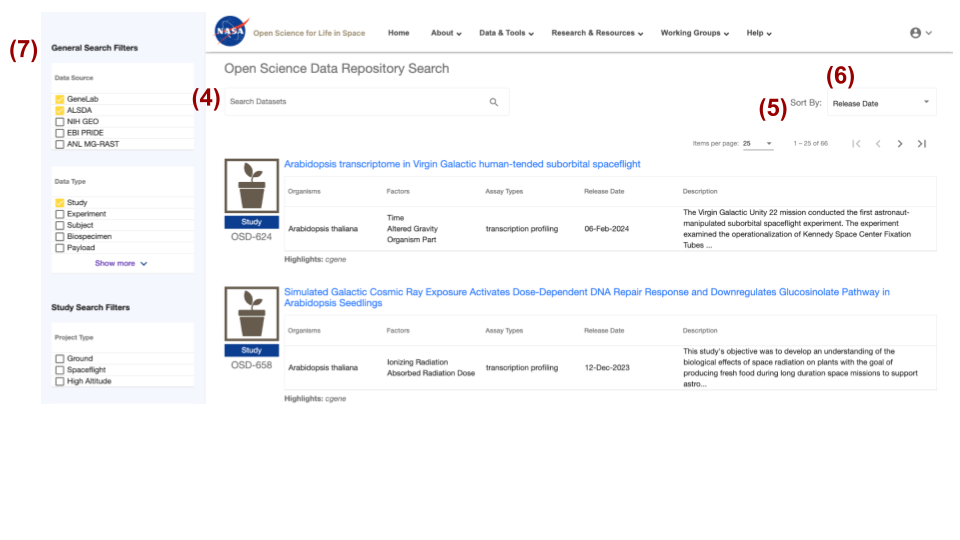 (7)
General Search Filters
Data Source
GeneLab
ALSDA
NIH GEO
EBI PRIDE
ANL MG-RAST
Data Type
Study
Experiment
Subject
Biospecimen
Payload
Show more
Study Search Filters
Project Type
Ground
Spaceflight
High Altitude
NASA
Open Science for Life in Space
Home
About
Data & Tools
Research & Resources
Working Groups
Help
Open Science Data Repository Search
(4)
Search Datasets
(5)
Sort By:
(6)
Release Date
Items per page: 25
1 – 25 of 66
Arabidopsis transcriptome in Virgin Galactic human-tended suborbital spaceflight
Study
OSD-624
Organisms
Factors
Assay Types
Release Date
Description
Arabidopsis thaliana
Time
Altered Gravity
Organism Part
transcription profiling
06-Feb-2024
The Virgin Galactic Unity 22 mission conducted the first astronaut-
manipulated suborbital spaceflight experiment. The experiment
examined the operationalization of Kennedy Space Center Fixation
Tubes ...
Highlights: cgene
Simulated Galactic Cosmic Ray Exposure Activates Dose-Dependent DNA Repair Response and Downregulates Glucosinolate Pathway in
Arabidopsis Seedlings
Study
OSD-658
Organisms
Factors
Assay Types
Release Date
Description
Arabidopsis thaliana
Ionizing Radiation
Absorbed Radiation Dose
transcription profiling
12-Dec-2023
This study's objective was to develop an understanding of the
biological effects of space radiation on plants with the goal of
producing fresh food during long duration space missions to support
astro...
Highlights: cgene